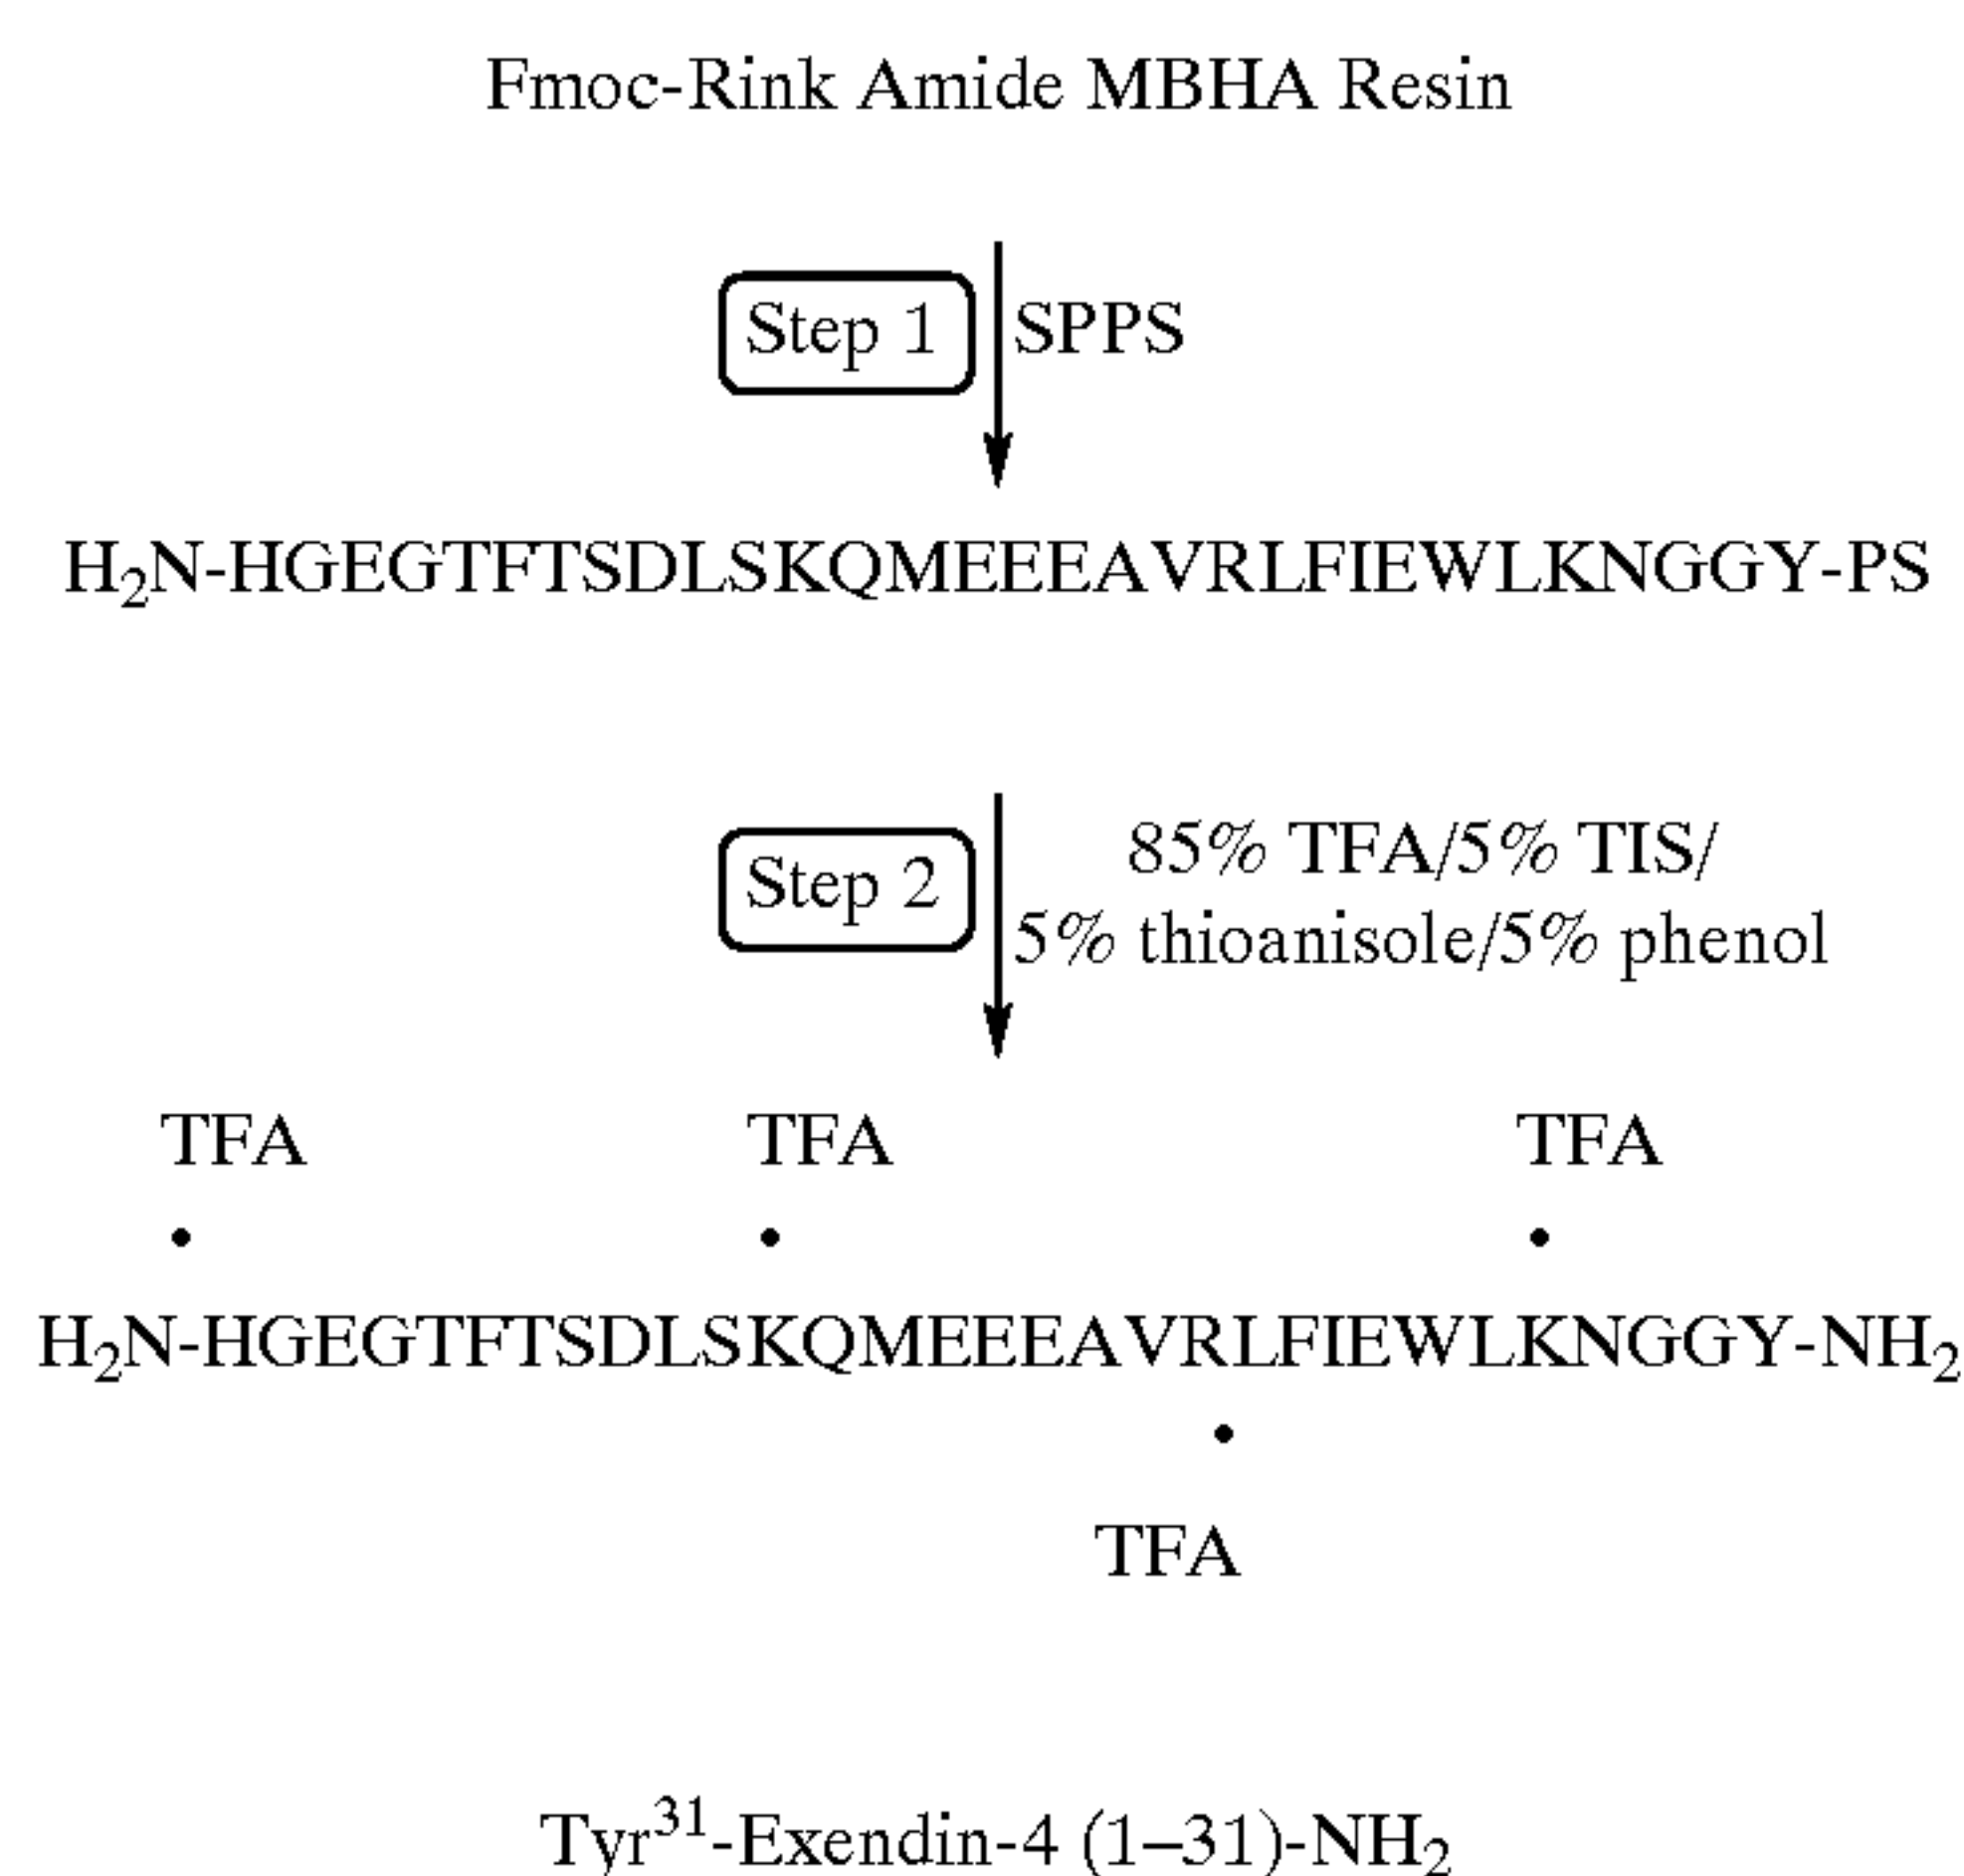 Fmoc-Rink Amide MBHA Resin
Step 1
SPPS
H₂N-HGEGTFTSDLSKQMEEEAVRLFIEWLKNGGY-PS
Step 2
85% TFA/5% TIS/
5% thioanisole/5% phenol
TFA TFA TFA
• • •
H₂N-HGEGTFTSDLSKQMEEEAVRLFIEWLKNGGY-NH₂
•
TFA
Tyr³¹-Exendin-4 (1–31)-NH₂